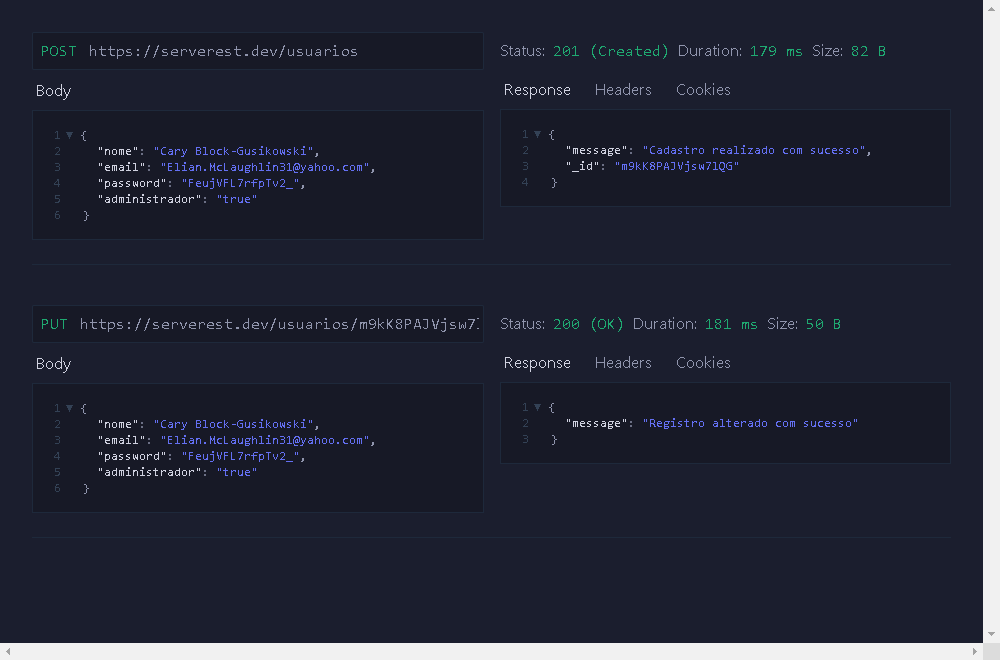 POST https://serverest.dev/usuarios
Status: 201 (Created) Duration: 179 ms Size: 82 B
Body
Response Headers Cookies
1 {
2 "nome": "Cary Block-Gusikowski",
3 "email": "Elian.McLaughlin31@yahoo.com",
4 "password": "FeujVFL7rfpTv2_",
5 "administrador": "true"
6 }
1 {
2 "message": "Cadastro realizado com sucesso",
3 "_id": "m9kK8PAJVjsw7lQG"
4 }
PUT https://serverest.dev/usuarios/m9kK8PAJVjsw7l
Status: 200 (OK) Duration: 181 ms Size: 50 B
Body
Response Headers Cookies
1 {
2 "nome": "Cary Block-Gusikowski",
3 "email": "Elian.McLaughlin31@yahoo.com",
4 "password": "FeujVFL7rfpTv2_",
5 "administrador": "true"
6 }
1 {
2 "message": "Registro alterado com sucesso"
3 }